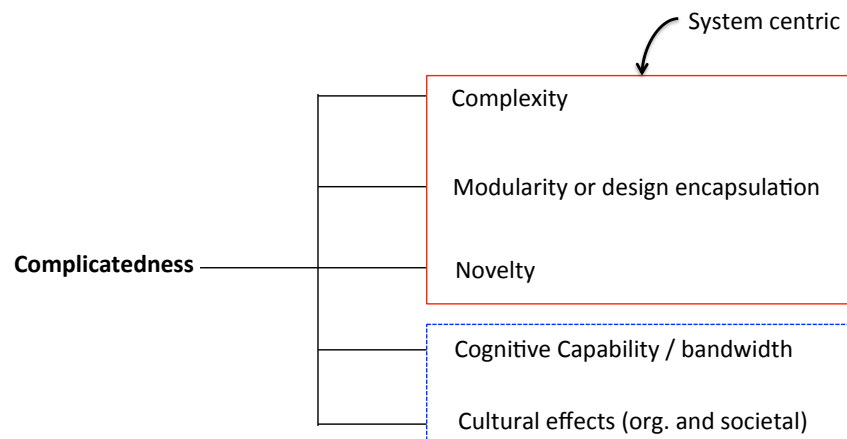 System centric
Complexity
Modularity or design encapsulation
Complicatedness
Novelty
Cognitive Capability / bandwidth
Cultural effects (org. and societal)